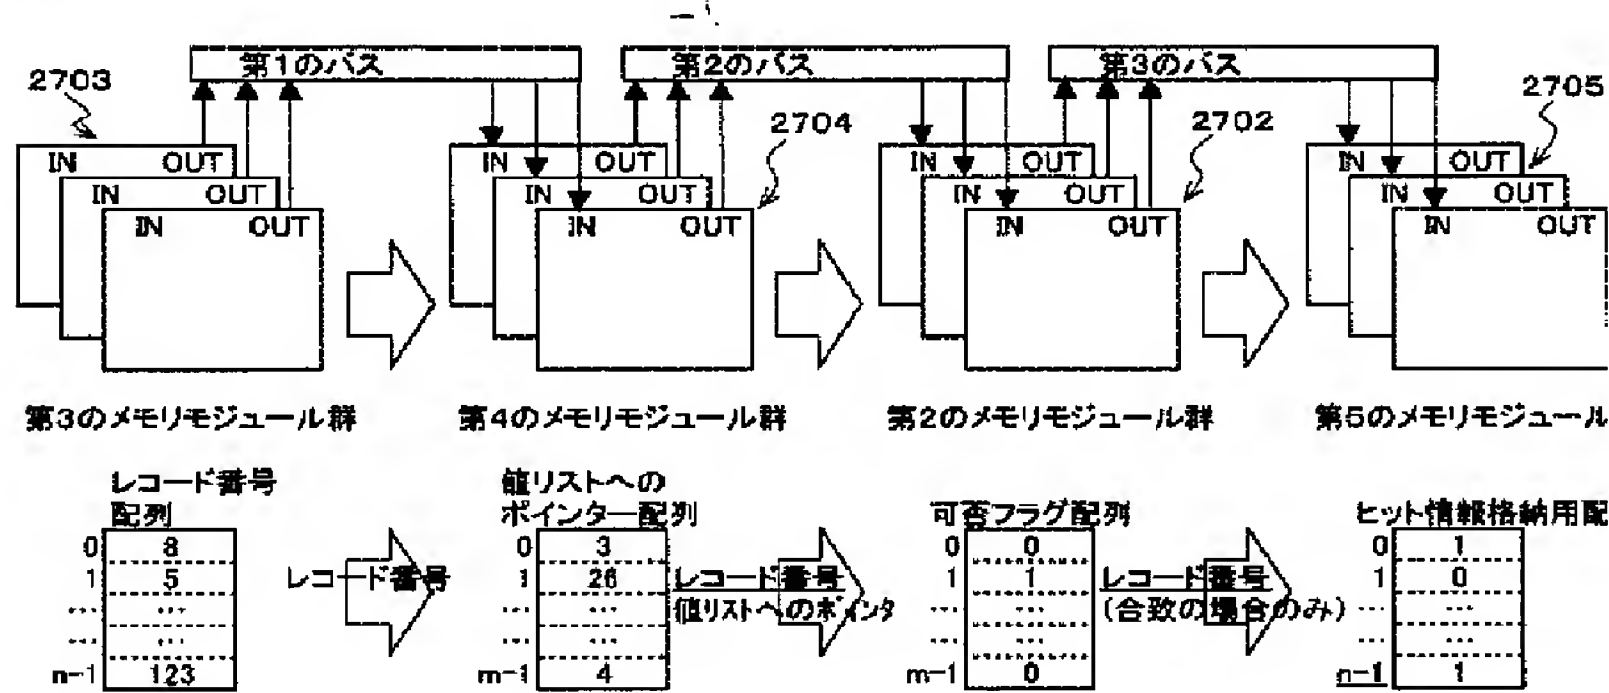 第1のバス
第2のバス
第3のバス
2703
2704
2702
2705
IN OUT
IN OUT
IN OUT
IN OUT
IN OUT
IN OUT
IN OUT
IN OUT
IN OUT
IN OUT
IN OUT
IN OUT
第3のメモリモジュール群
第4のメモリモジュール群
第2のメモリモジュール群
第5のメモリモジュール
レコード番号
配列
0 8
1 5
... ...
... ...
n-1 123
レコード番号
値リストへの
ポインター配列
0 3
1 26
... ...
... ...
m-1 4
レコード番号
値リストへのポインタ
可否フラグ配列
0 0
1 1
... ...
... ...
m-1 0
レコード番号
(合致の場合のみ)
ヒット情報格納用配
0 1
1 0
... ...
... ...
n-1 1